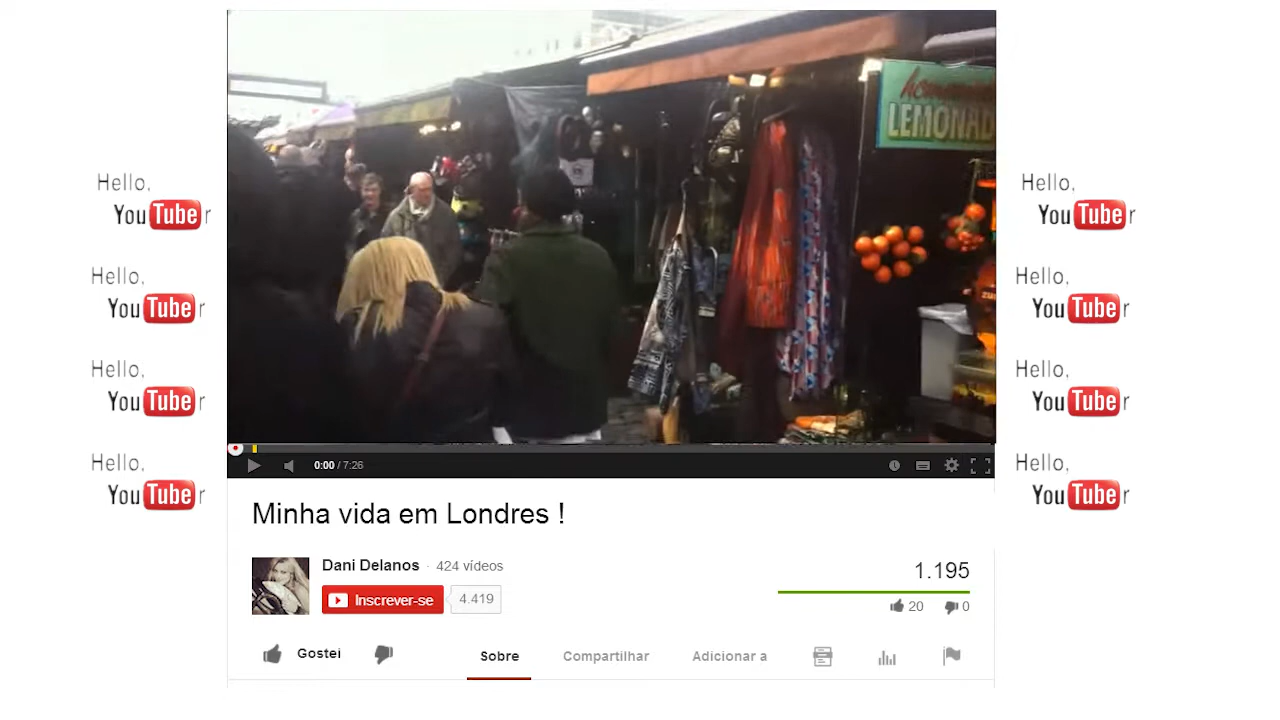 homemade
LEMONAD
Hello,
YouTuber
Hello,
YouTuber
Hello,
YouTuber
Hello,
YouTuber
Hello,
YouTuber
Hello,
YouTuber
Hello,
YouTuber
Hello,
YouTuber
0:00 / 7:26
Minha vida em Londres !
Dani Delanos · 424 vídeos
Inscrever-se 4.419
1.195
20 0
Gostei Sobre Compartilhar Adicionar a